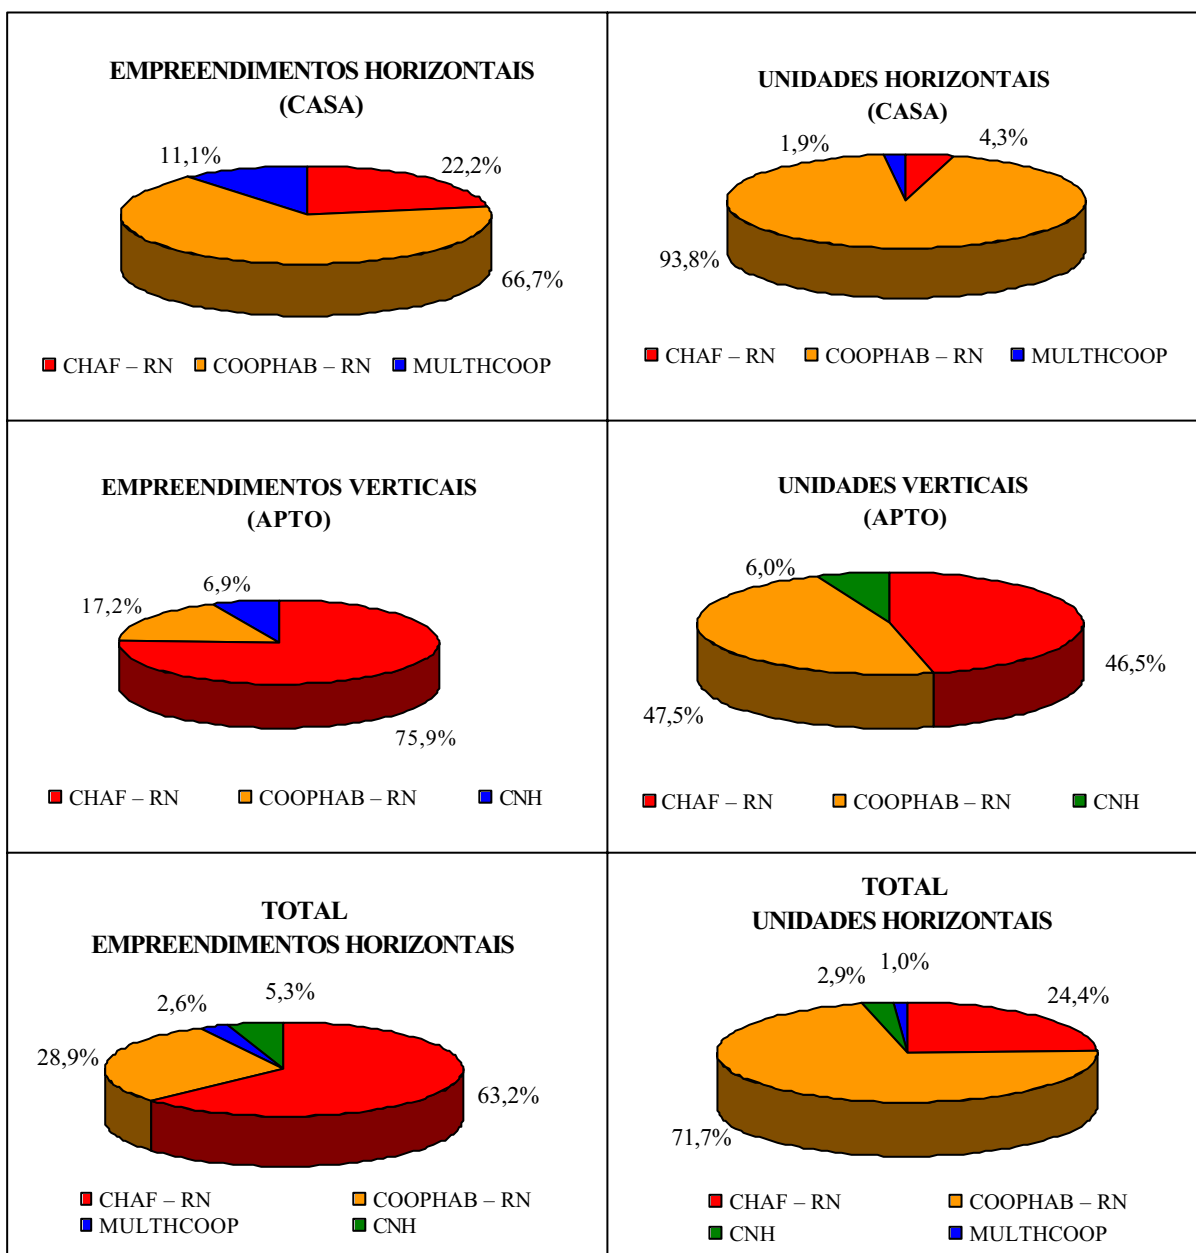 EMPREENDIMENTOS HORIZONTAIS
(CASA)
11,1%
22,2%
66,7%
CHAF – RN COOPHAB – RN MULTHCOOP
UNIDADES HORIZONTAIS
(CASA)
1,9%
4,3%
93,8%
CHAF – RN COOPHAB – RN MULTHCOOP
EMPREENDIMENTOS VERTICAIS
(APTO)
6,9%
17,2%
75,9%
CHAF – RN COOPHAB – RN CNH
UNIDADES VERTICAIS
(APTO)
6,0%
46,5%
47,5%
CHAF – RN COOPHAB – RN CNH
TOTAL
EMPREENDIMENTOS HORIZONTAIS
5,3%
2,6%
28,9%
63,2%
CHAF – RN COOPHAB – RN
MULTHCOOP CNH
TOTAL
UNIDADES HORIZONTAIS
1,0%
2,9%
24,4%
71,7%
CHAF – RN COOPHAB – RN
CNH MULTHCOOP